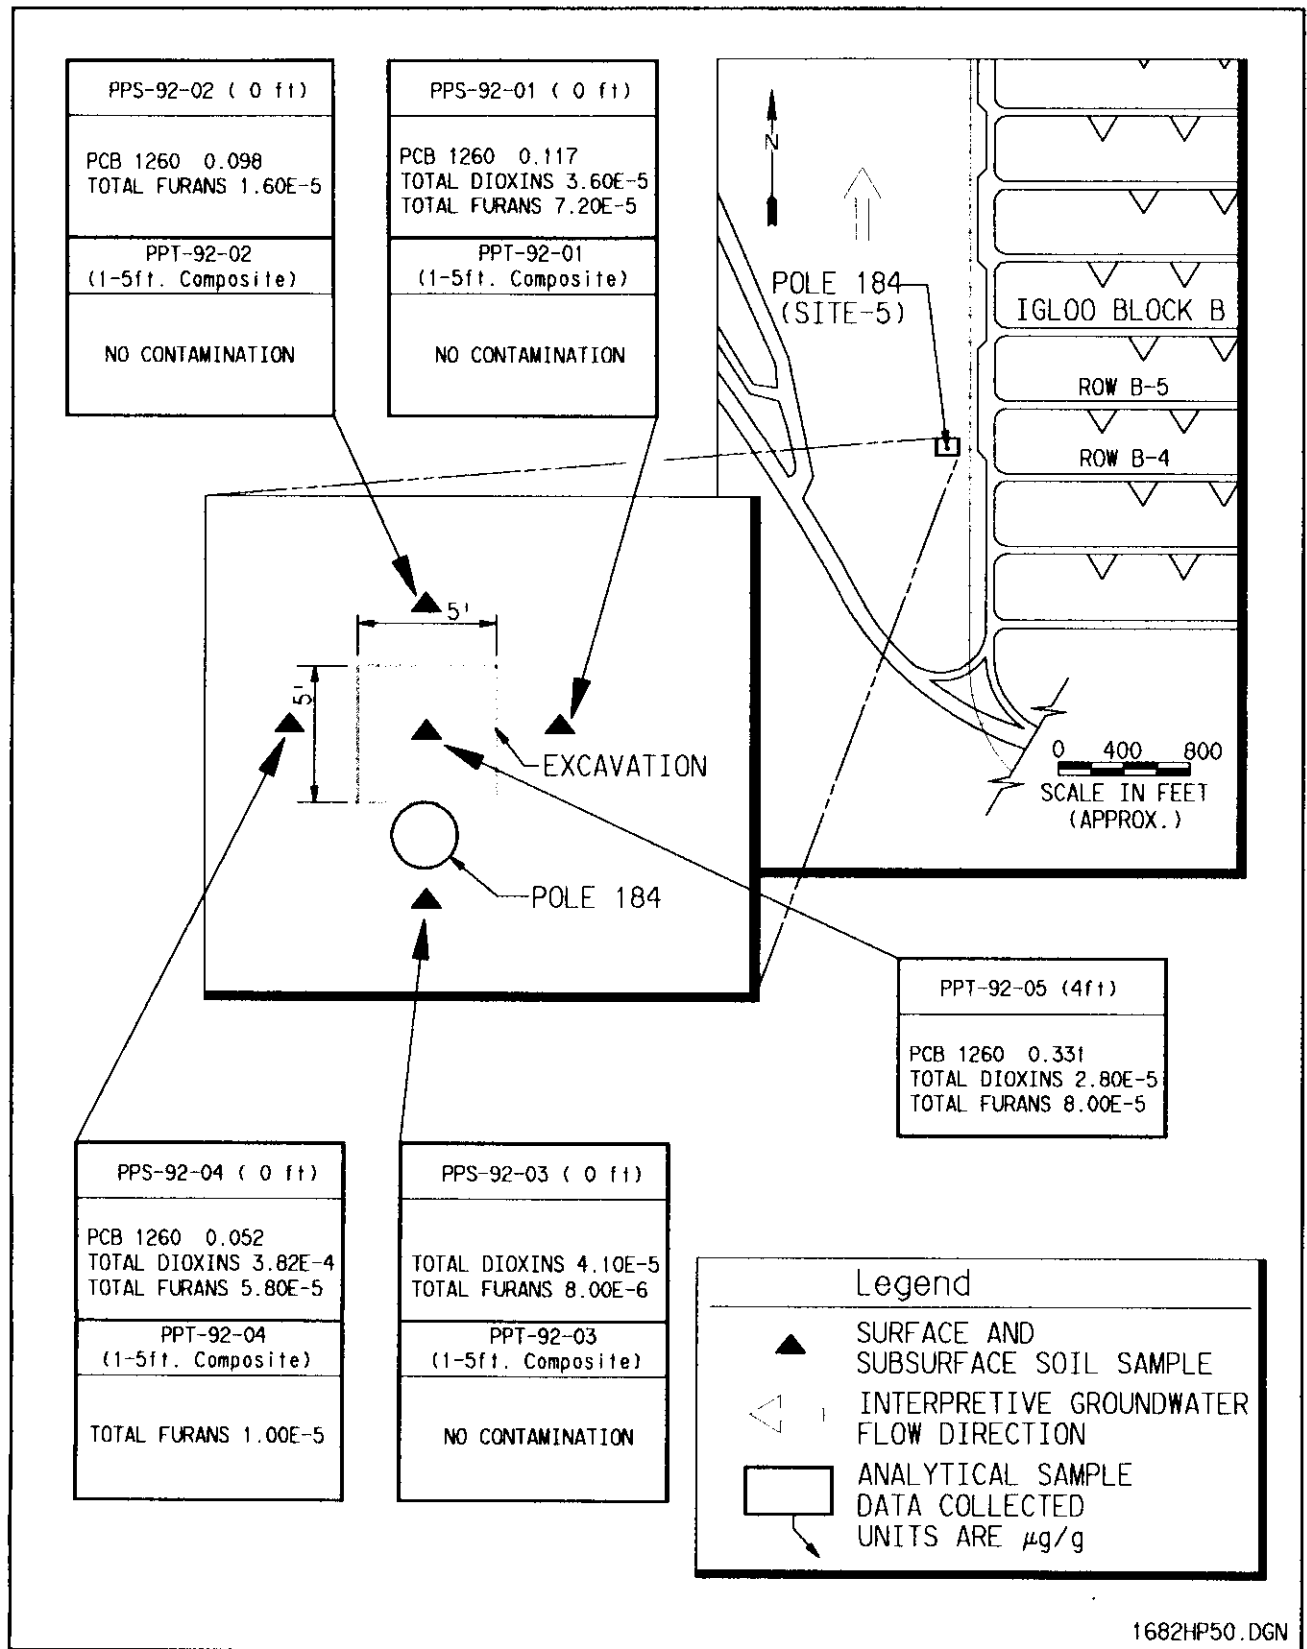 PPS-92-02 ( 0 ft)
PCB 1260 0.098
TOTAL FURANS 1.60E-5
PPT-92-02
(1-5ft. Composite)
NO CONTAMINATION
PPS-92-01 ( 0 ft)
PCB 1260 0.117
TOTAL DIOXINS 3.60E-5
TOTAL FURANS 7.20E-5
PPT-92-01
(1-5ft. Composite)
NO CONTAMINATION
N
POLE 184
(SITE-5)
IGLOO BLOCK B
ROW B-5
ROW B-4
0 400 800
SCALE IN FEET
(APPROX.)
5'
5'
EXCAVATION
POLE 184
PPT-92-05 (4ft)
PCB 1260 0.331
TOTAL DIOXINS 2.80E-5
TOTAL FURANS 8.00E-5
PPS-92-04 ( 0 ft)
PCB 1260 0.052
TOTAL DIOXINS 3.82E-4
TOTAL FURANS 5.80E-5
PPT-92-04
(1-5ft. Composite)
TOTAL FURANS 1.00E-5
PPS-92-03 ( 0 ft)
TOTAL DIOXINS 4.10E-5
TOTAL FURANS 8.00E-6
PPT-92-03
(1-5ft. Composite)
NO CONTAMINATION
Legend
SURFACE AND
SUBSURFACE SOIL SAMPLE
INTERPRETIVE GROUNDWATER
FLOW DIRECTION
ANALYTICAL SAMPLE
DATA COLLECTED
UNITS ARE µg/g
1682HP50.DGN